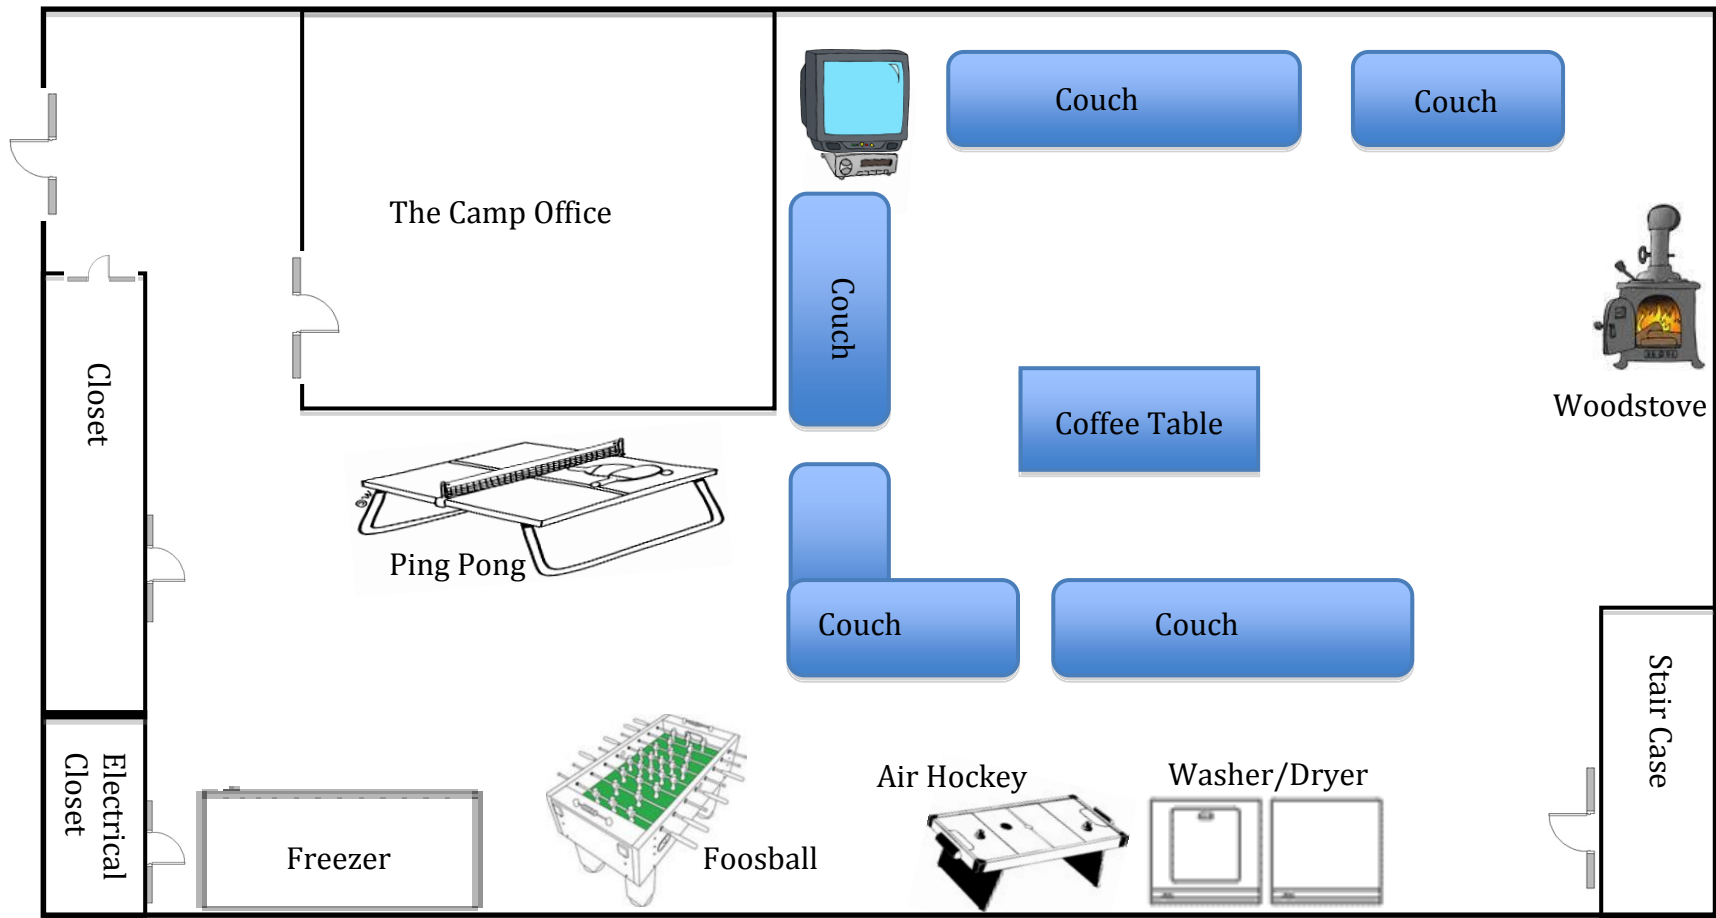 Couch
Couch
The Camp Office
Couch
Closet
Woodstove
Coffee Table
Ping Pong
Couch
Couch
Stair Case
Electrical
Closet
Air Hockey
Washer/Dryer
Freezer
Foosball